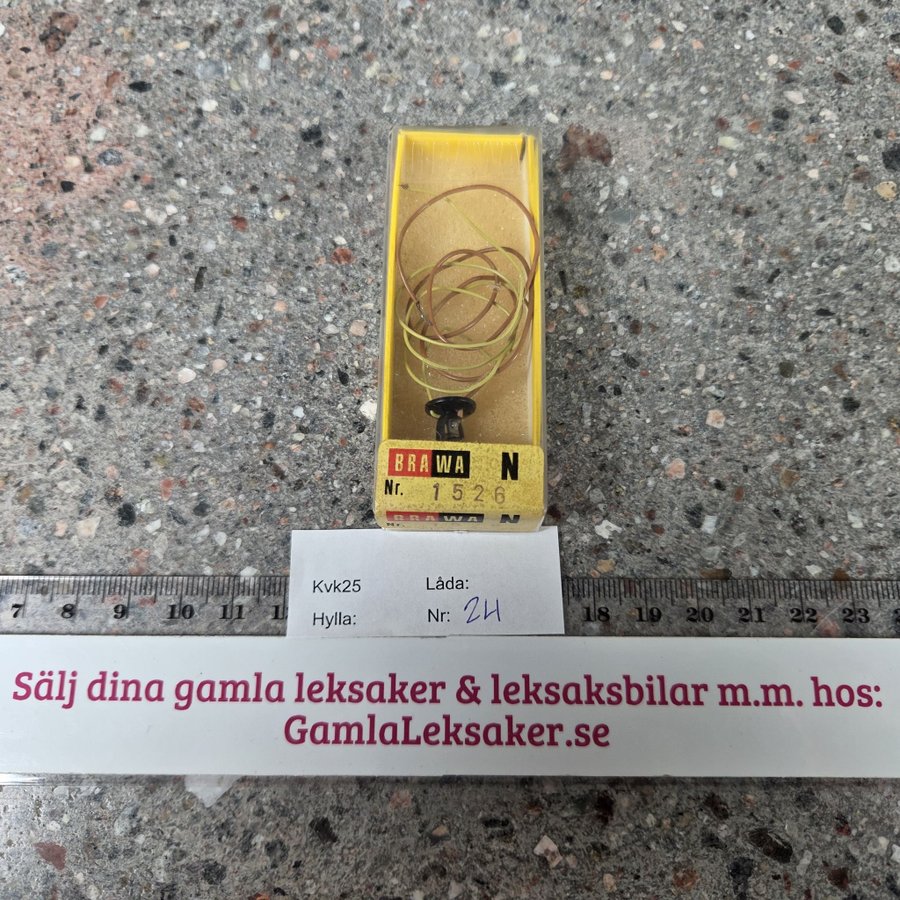 BRAWA N
Nr. 1526
BRAWA N
Nr.
Kvk25 Låda:
Hylla: Nr: 24
7 8 9 10 11 18 19 20 21 22 23
Sälj dina gamla leksaker & leksaksbilar m.m. hos:
GamlaLeksaker.se